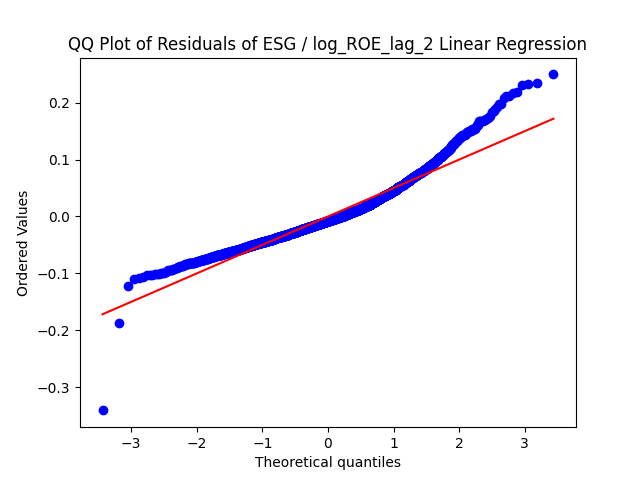 QQ Plot of Residuals of ESG / log_ROE_lag_2 Linear Regression
Ordered Values
0.2
0.1
0.0
−0.1
−0.2
−0.3
−3 −2 −1 0 1 2 3
Theoretical quantiles